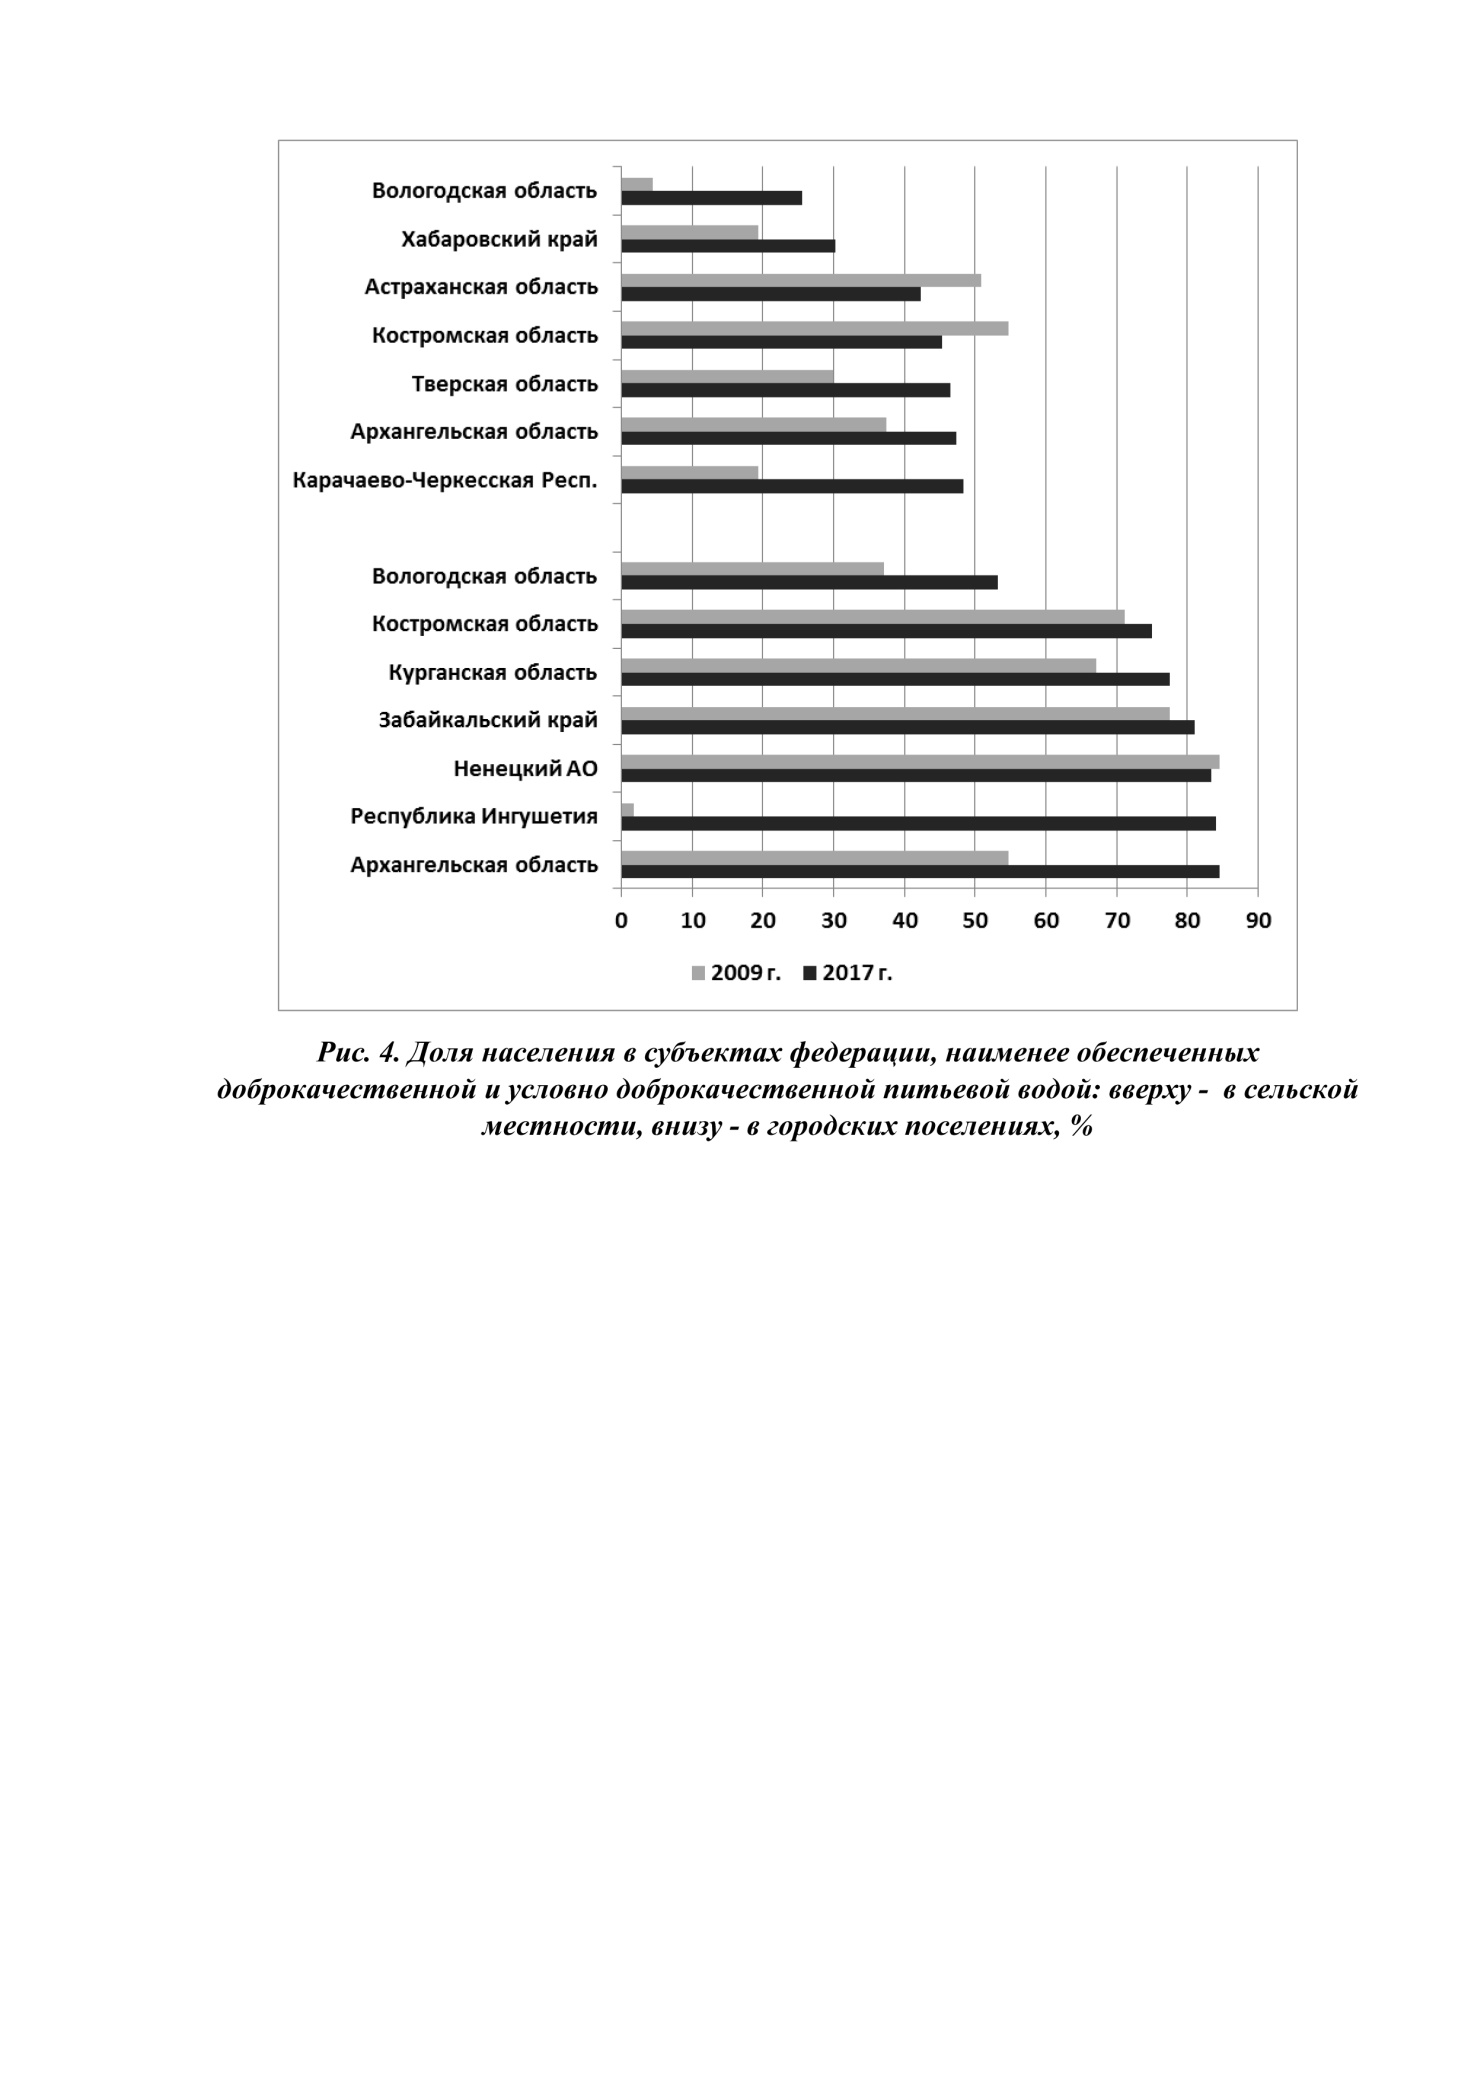 Вологодская область
Хабаровский край
Астраханская область
Костромская область
Тверская область
Архангельская область
Карачаево-Черкесская Респ.
Вологодская область
Костромская область
Курганская область
Забайкальский край
Ненецкий АО
Республика Ингушетия
Архангельская область
0 10 20 30 40 50 60 70 80 90
2009 г. 2017 г.
Рис. 4. Доля населения в субъектах федерации, наименее обеспеченных
доброкачественной и условно доброкачественной питьевой водой: вверху - в сельской
местности, внизу - в городских поселениях, %